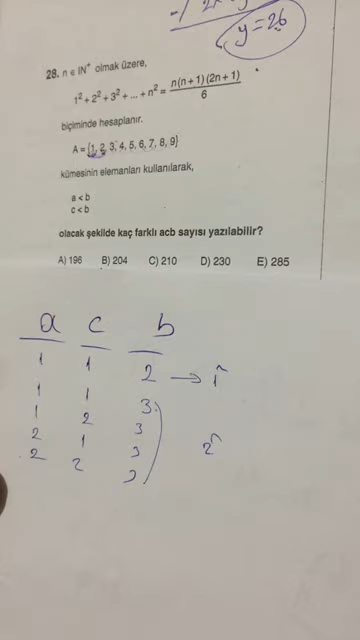 y = 26
28. n ∈ IN⁺ olmak üzere,
1² + 2² + 3² + ... + n² = n(n + 1) (2n + 1) / 6
biçiminde hesaplanır.
A = {1, 2, 3, 4, 5, 6, 7, 8, 9}
kümesinin elemanları kullanılarak,
a < b
c < b
olacak şekilde kaç farklı acb sayısı yazılabilir?
A) 196 B) 204 C) 210 D) 230 E) 285
a c b
1 1 2 → 1²
1 1 3
1 2 3
2 1 3 2²
2 2 3